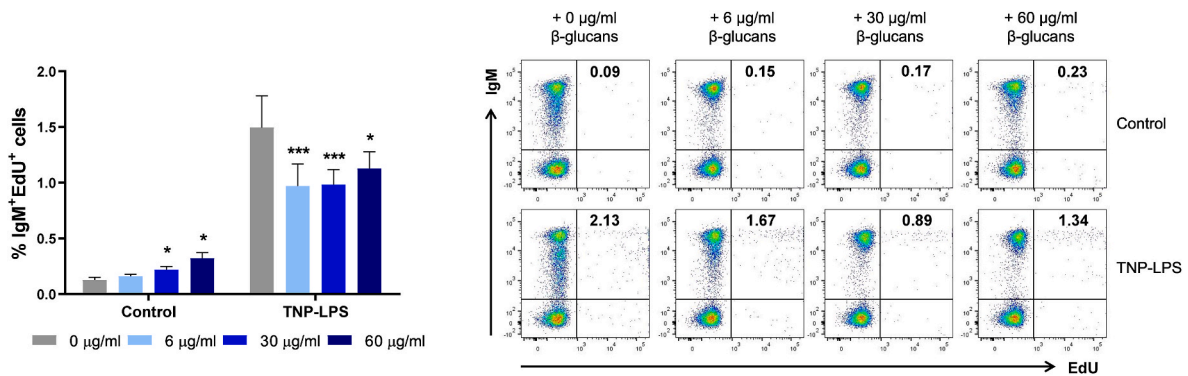 % IgM⁺EdU⁺ cells
2.0
1.5
1.0
0.5
0.0
***
***
*
*
*
Control
TNP-LPS
0 µg/ml
6 µg/ml
30 µg/ml
60 µg/ml
+ 0 µg/ml
β-glucans
+ 6 µg/ml
β-glucans
+ 30 µg/ml
β-glucans
+ 60 µg/ml
β-glucans
IgM
0.09
0.15
0.17
0.23
Control
2.13
1.67
0.89
1.34
TNP-LPS
EdU